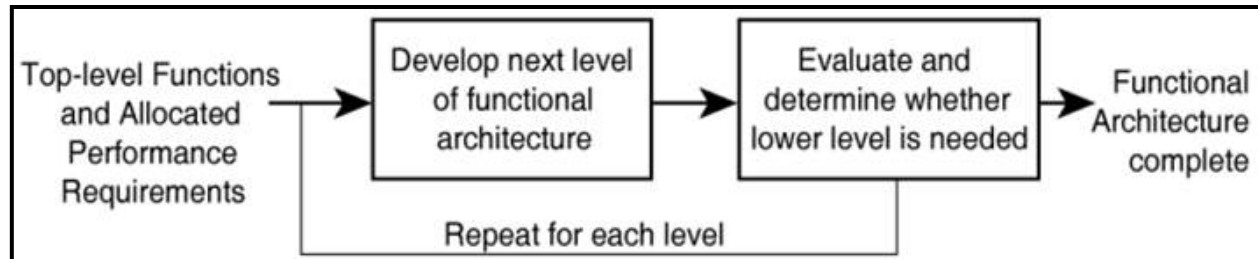 Top-level Functions
and Allocated
Performance
Requirements
Develop next level
of functional
architecture
Evaluate and
determine whether
lower level is needed
Functional
Architecture
complete
Repeat for each level